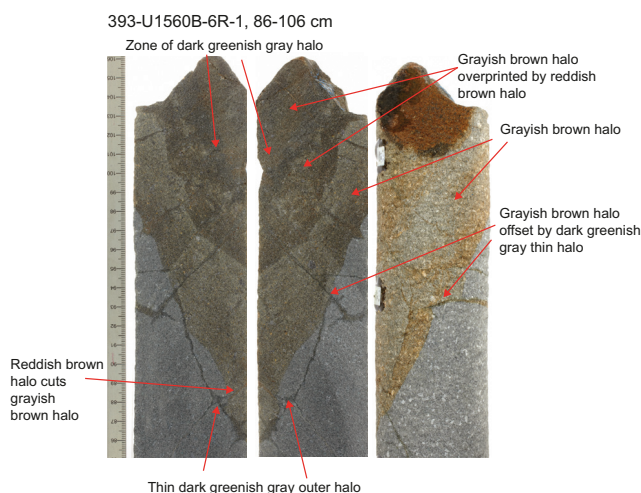 393-U1560B-6R-1, 86-106 cm
Zone of dark greenish gray halo
Grayish brown halo
overprinted by reddish
brown halo
Grayish brown halo
Grayish brown halo
offset by dark greenish
gray thin halo
Reddish brown
halo cuts
grayish
brown halo
Thin dark greenish gray outer halo